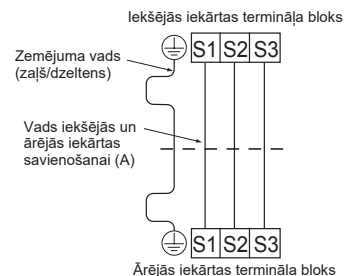 Iekšējās iekārtas termināļa bloks
S1 S2 S3
Zemējuma vads
(zaļš/dzeltens)
Vads iekšējās un
ārējās iekārtas
savienošanai (A)
S1 S2 S3
Ārējās iekārtas termināļa bloks